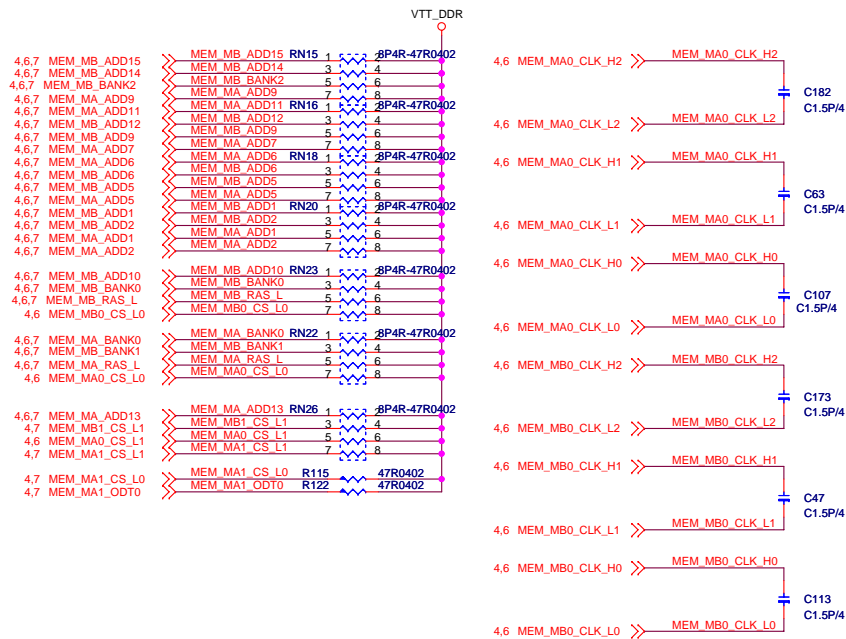 VTT_DDR
4,6,7 MEM_MB_ADD15 MEM_MB_ADD15 RN15 1 2 8P4R-47R0402
4,6,7 MEM_MB_ADD14 MEM_MB_ADD14 3 4
4,6,7 MEM_MB_BANK2 MEM_MB_BANK2 5 6
4,6,7 MEM_MA_ADD9 MEM_MA_ADD9 7 8
4,6,7 MEM_MA_ADD11 MEM_MA_ADD11 RN16 1 2 8P4R-47R0402
4,6,7 MEM_MB_ADD12 MEM_MB_ADD12 3 4
4,6,7 MEM_MB_ADD9 MEM_MB_ADD9 5 6
4,6,7 MEM_MA_ADD7 MEM_MA_ADD7 7 8
4,6,7 MEM_MA_ADD6 MEM_MA_ADD6 RN18 1 2 8P4R-47R0402
4,6,7 MEM_MB_ADD6 MEM_MB_ADD6 3 4
4,6,7 MEM_MB_ADD5 MEM_MB_ADD5 5 6
4,6,7 MEM_MA_ADD5 MEM_MA_ADD5 7 8
4,6,7 MEM_MB_ADD1 MEM_MB_ADD1 RN20 1 2 8P4R-47R0402
4,6,7 MEM_MB_ADD2 MEM_MB_ADD2 3 4
4,6,7 MEM_MA_ADD1 MEM_MA_ADD1 5 6
4,6,7 MEM_MA_ADD2 MEM_MA_ADD2 7 8
4,6,7 MEM_MB_ADD10 MEM_MB_ADD10 RN23 1 2 8P4R-47R0402
4,6,7 MEM_MB_BANK0 MEM_MB_BANK0 3 4
4,6,7 MEM_MB_RAS_L MEM_MB_RAS_L 5 6
4,6 MEM_MB0_CS_L0 MEM_MB0_CS_L0 7 8
4,6,7 MEM_MA_BANK0 MEM_MA_BANK0 RN22 1 2 8P4R-47R0402
4,6,7 MEM_MB_BANK1 MEM_MB_BANK1 3 4
4,6,7 MEM_MA_RAS_L MEM_MA_RAS_L 5 6
4,6 MEM_MA0_CS_L0 MEM_MA0_CS_L0 7 8
4,6,7 MEM_MA_ADD13 MEM_MA_ADD13 RN26 1 2 8P4R-47R0402
4,7 MEM_MB1_CS_L1 MEM_MB1_CS_L1 3 4
4,6 MEM_MA0_CS_L1 MEM_MA0_CS_L1 5 6
4,7 MEM_MA1_CS_L1 MEM_MA1_CS_L1 7 8
4,7 MEM_MA1_CS_L0 MEM_MA1_CS_L0 R115 47R0402
4,7 MEM_MA1_ODT0 MEM_MA1_ODT0 R122 47R0402
4,6 MEM_MA0_CLK_H2 MEM_MA0_CLK_H2
C182
C1.5P/4
4,6 MEM_MA0_CLK_L2 MEM_MA0_CLK_L2
4,6 MEM_MA0_CLK_H1 MEM_MA0_CLK_H1
C63
C1.5P/4
4,6 MEM_MA0_CLK_L1 MEM_MA0_CLK_L1
4,6 MEM_MA0_CLK_H0 MEM_MA0_CLK_H0
C107
C1.5P/4
4,6 MEM_MA0_CLK_L0 MEM_MA0_CLK_L0
4,6 MEM_MB0_CLK_H2 MEM_MB0_CLK_H2
C173
C1.5P/4
4,6 MEM_MB0_CLK_L2 MEM_MB0_CLK_L2
4,6 MEM_MB0_CLK_H1 MEM_MB0_CLK_H1
C47
C1.5P/4
4,6 MEM_MB0_CLK_L1 MEM_MB0_CLK_L1
4,6 MEM_MB0_CLK_H0 MEM_MB0_CLK_H0
C113
C1.5P/4
4,6 MEM_MB0_CLK_L0 MEM_MB0_CLK_L0